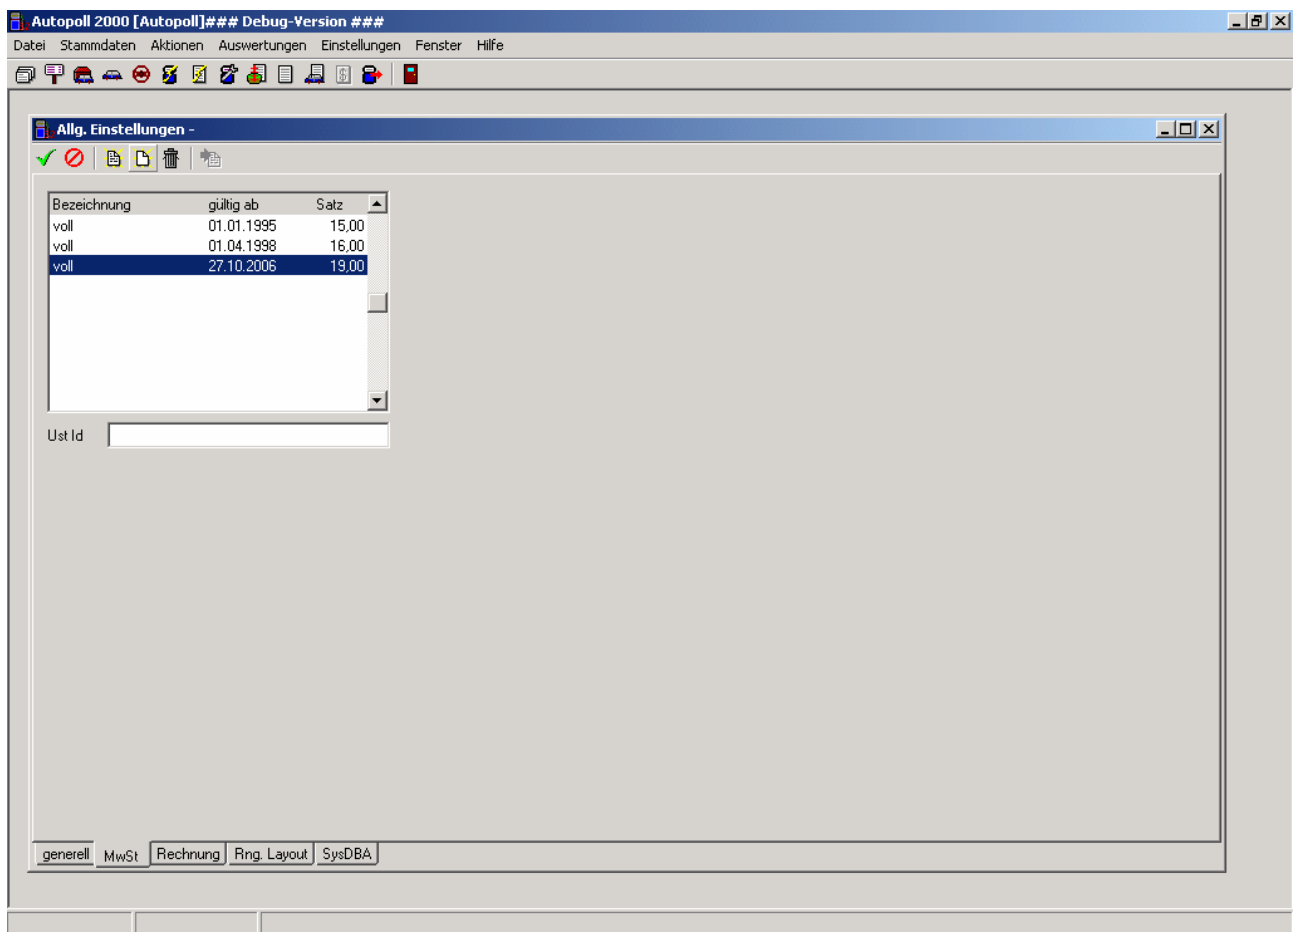 Autopoll 2000 [Autopoll]### Debug-Version ###
Datei Stammdaten Aktionen Auswertungen Einstellungen Fenster Hilfe
Allg. Einstellungen -
Bezeichnung gültig ab Satz
voll 01.01.1995 15,00
voll 01.04.1998 16,00
voll 27.10.2006 19,00
Ust Id
generell MwSt Rechnung Rng. Layout SysDBA